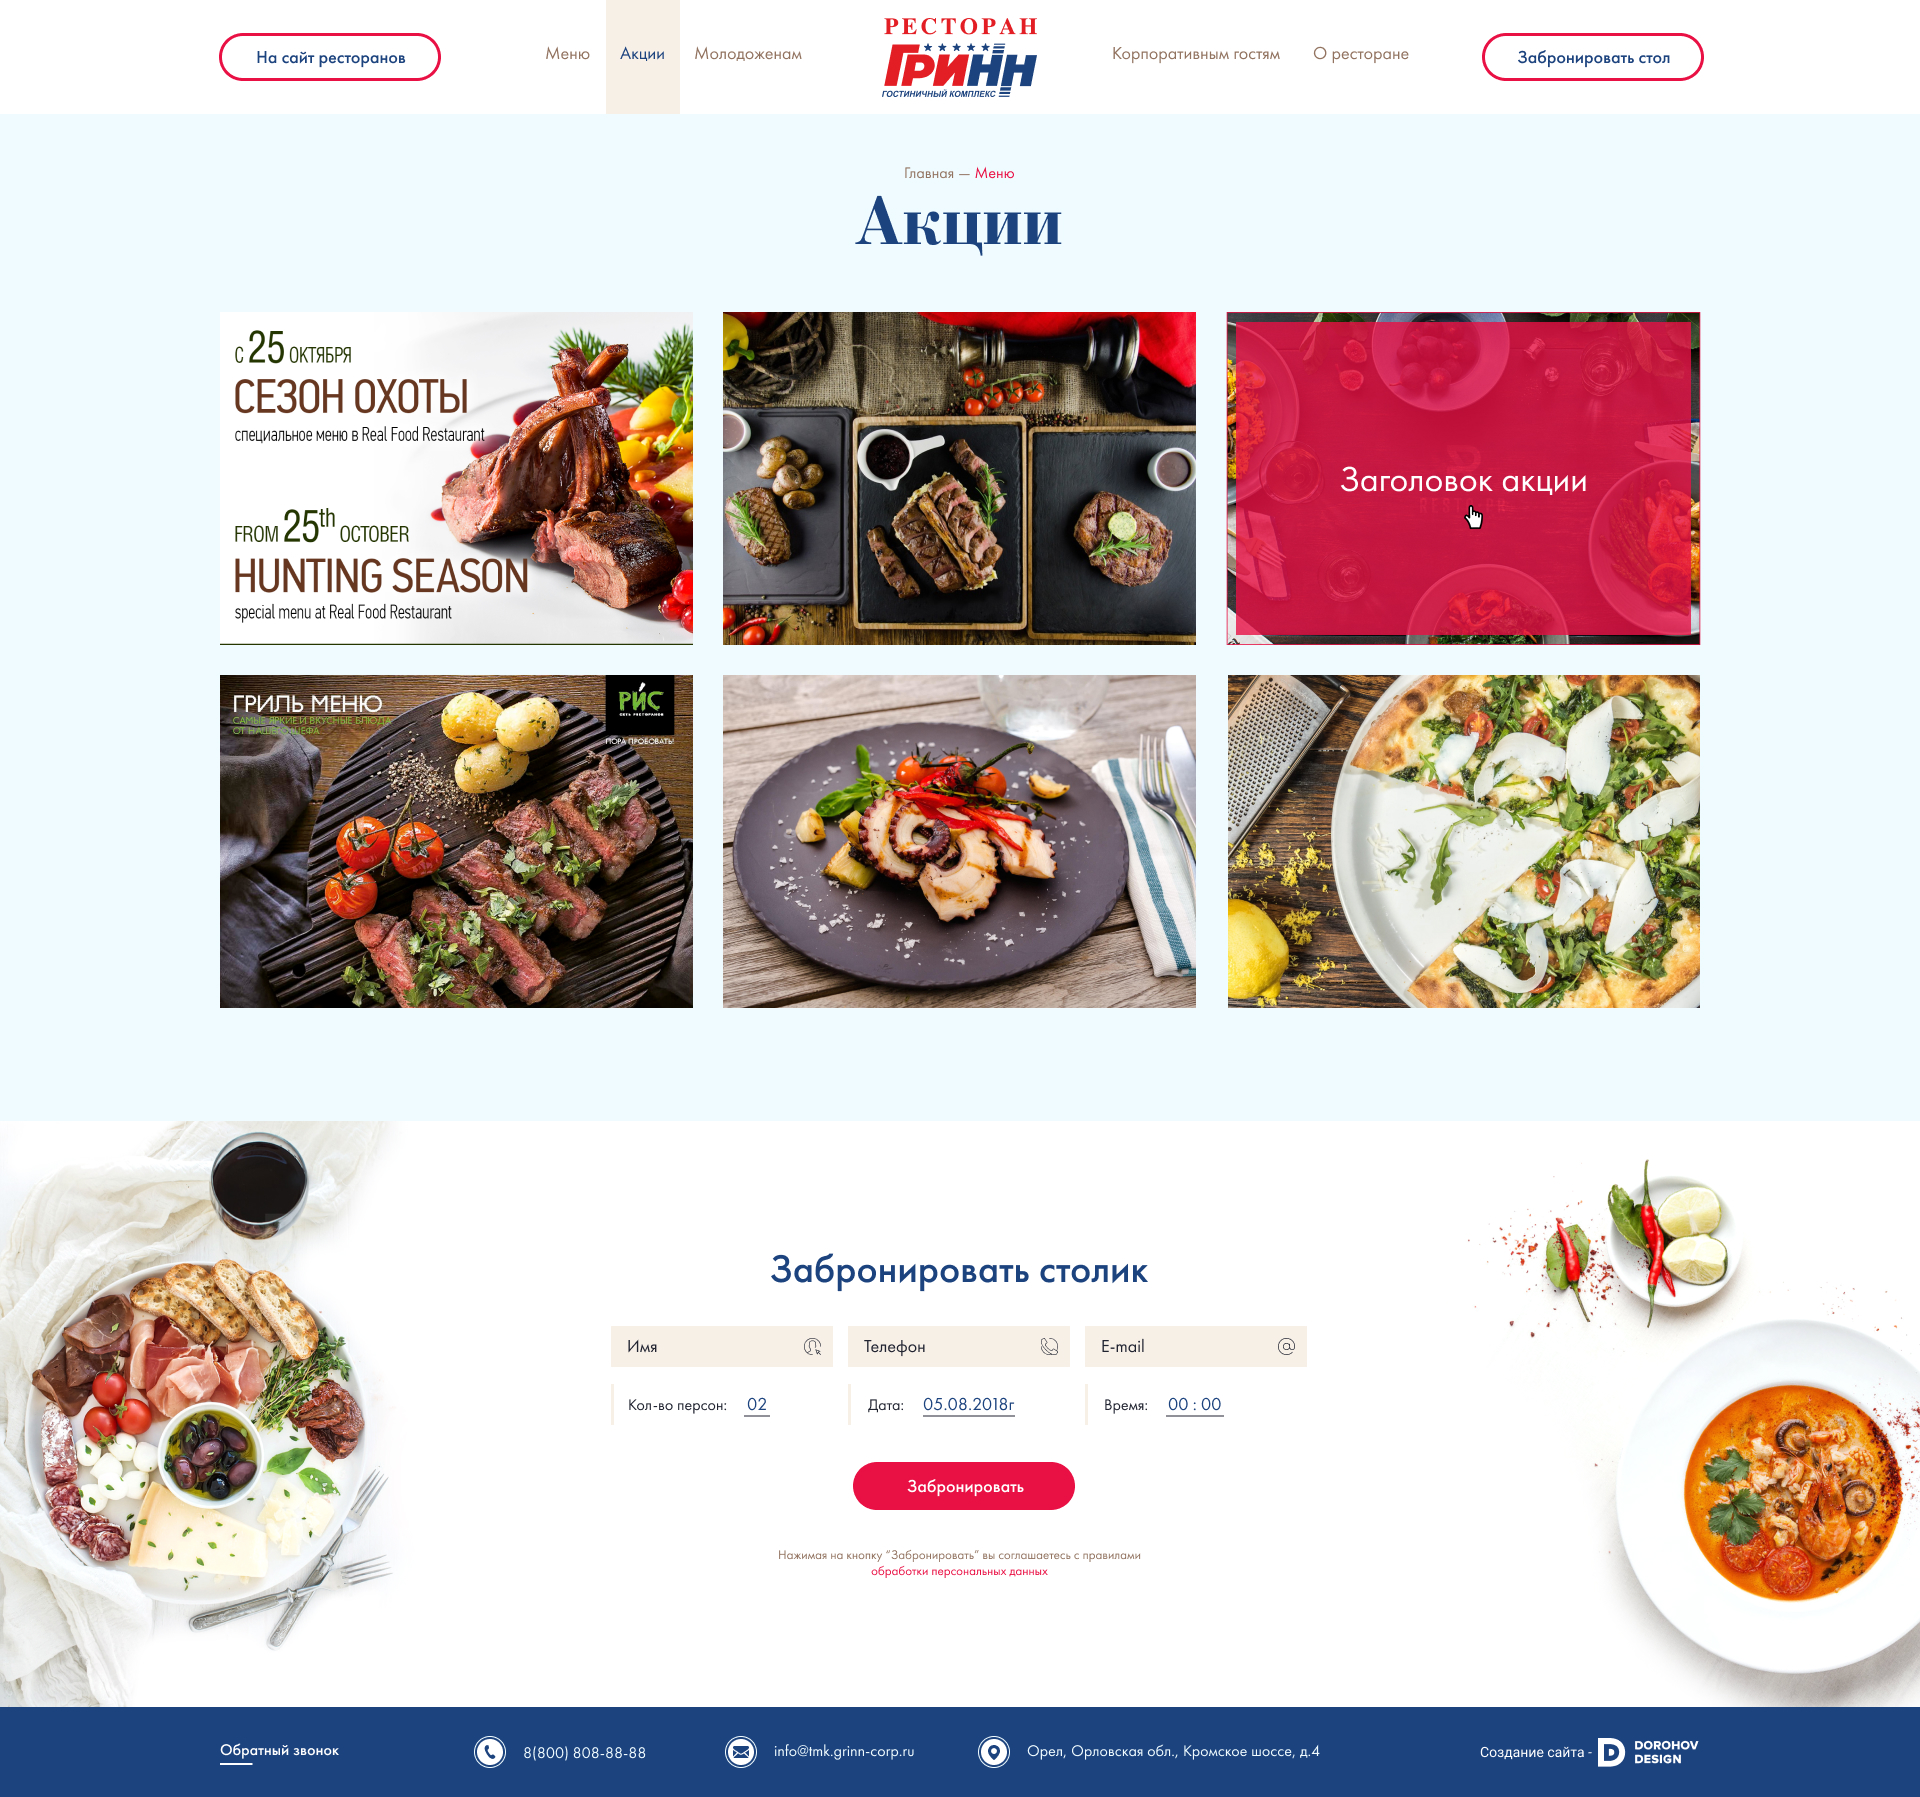 На сайт ресторанов
Меню
Акции
Молодоженам
РЕСТОРАН
ГРИНН
ГОСТИНИЧНЫЙ КОМПЛЕКС
Корпоративным гостям
О ресторане
Забронировать стол
Главная — Меню
Акции
С 25 ОКТЯБРЯ
СЕЗОН ОХОТЫ
специальное меню в Real Food Restaurant
FROM 25th OCTOBER
HUNTING SEASON
special menu at Real Food Restaurant
Заголовок акции
ГРИЛЬ МЕНЮ
САМЫЕ ЯРКИЕ И ВКУСНЫЕ БЛЮДА
ОТ НАШЕГО ШЕФА
РИС
СЕТЬ РЕСТОРАНОВ
ПОРА ПРОБОВАТЬ!
Забронировать столик
Имя
Телефон
E-mail
Кол-во персон: 02
Дата: 05.08.2018г
Время: 00 : 00
Забронировать
Нажимая на кнопку “Забронировать” вы соглашаетесь с правилами
обработки персональных данных
Обратный звонок
8(800) 808-88-88
info@tmk.grinn-corp.ru
Орел, Орловская обл., Кромское шоссе, д.4
Создание сайта -
DOROHOV
DESIGN